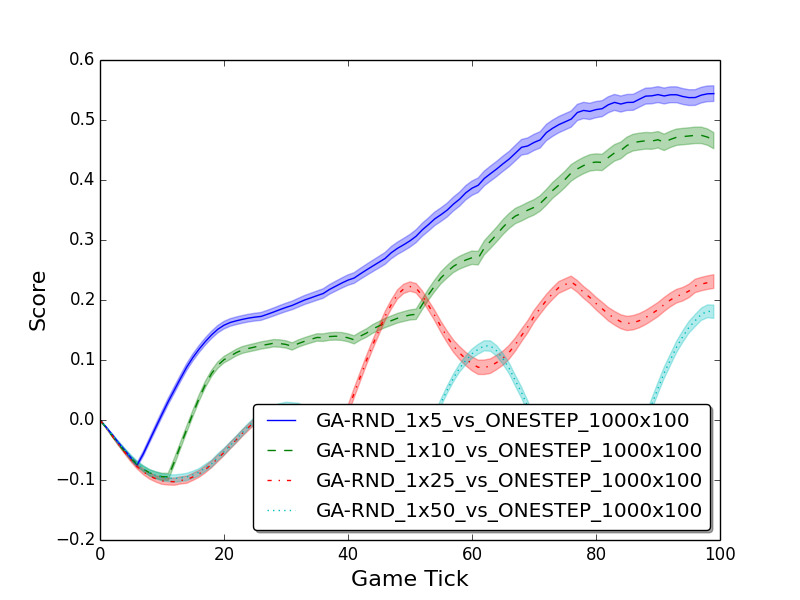 0.6
0.5
0.4
0.3
0.2
0.1
0.0
−0.1
−0.2
Score
GA-RND_1x5_vs_ONESTEP_1000x100
GA-RND_1x10_vs_ONESTEP_1000x100
GA-RND_1x25_vs_ONESTEP_1000x100
GA-RND_1x50_vs_ONESTEP_1000x100
0 20 40 60 80 100
Game Tick